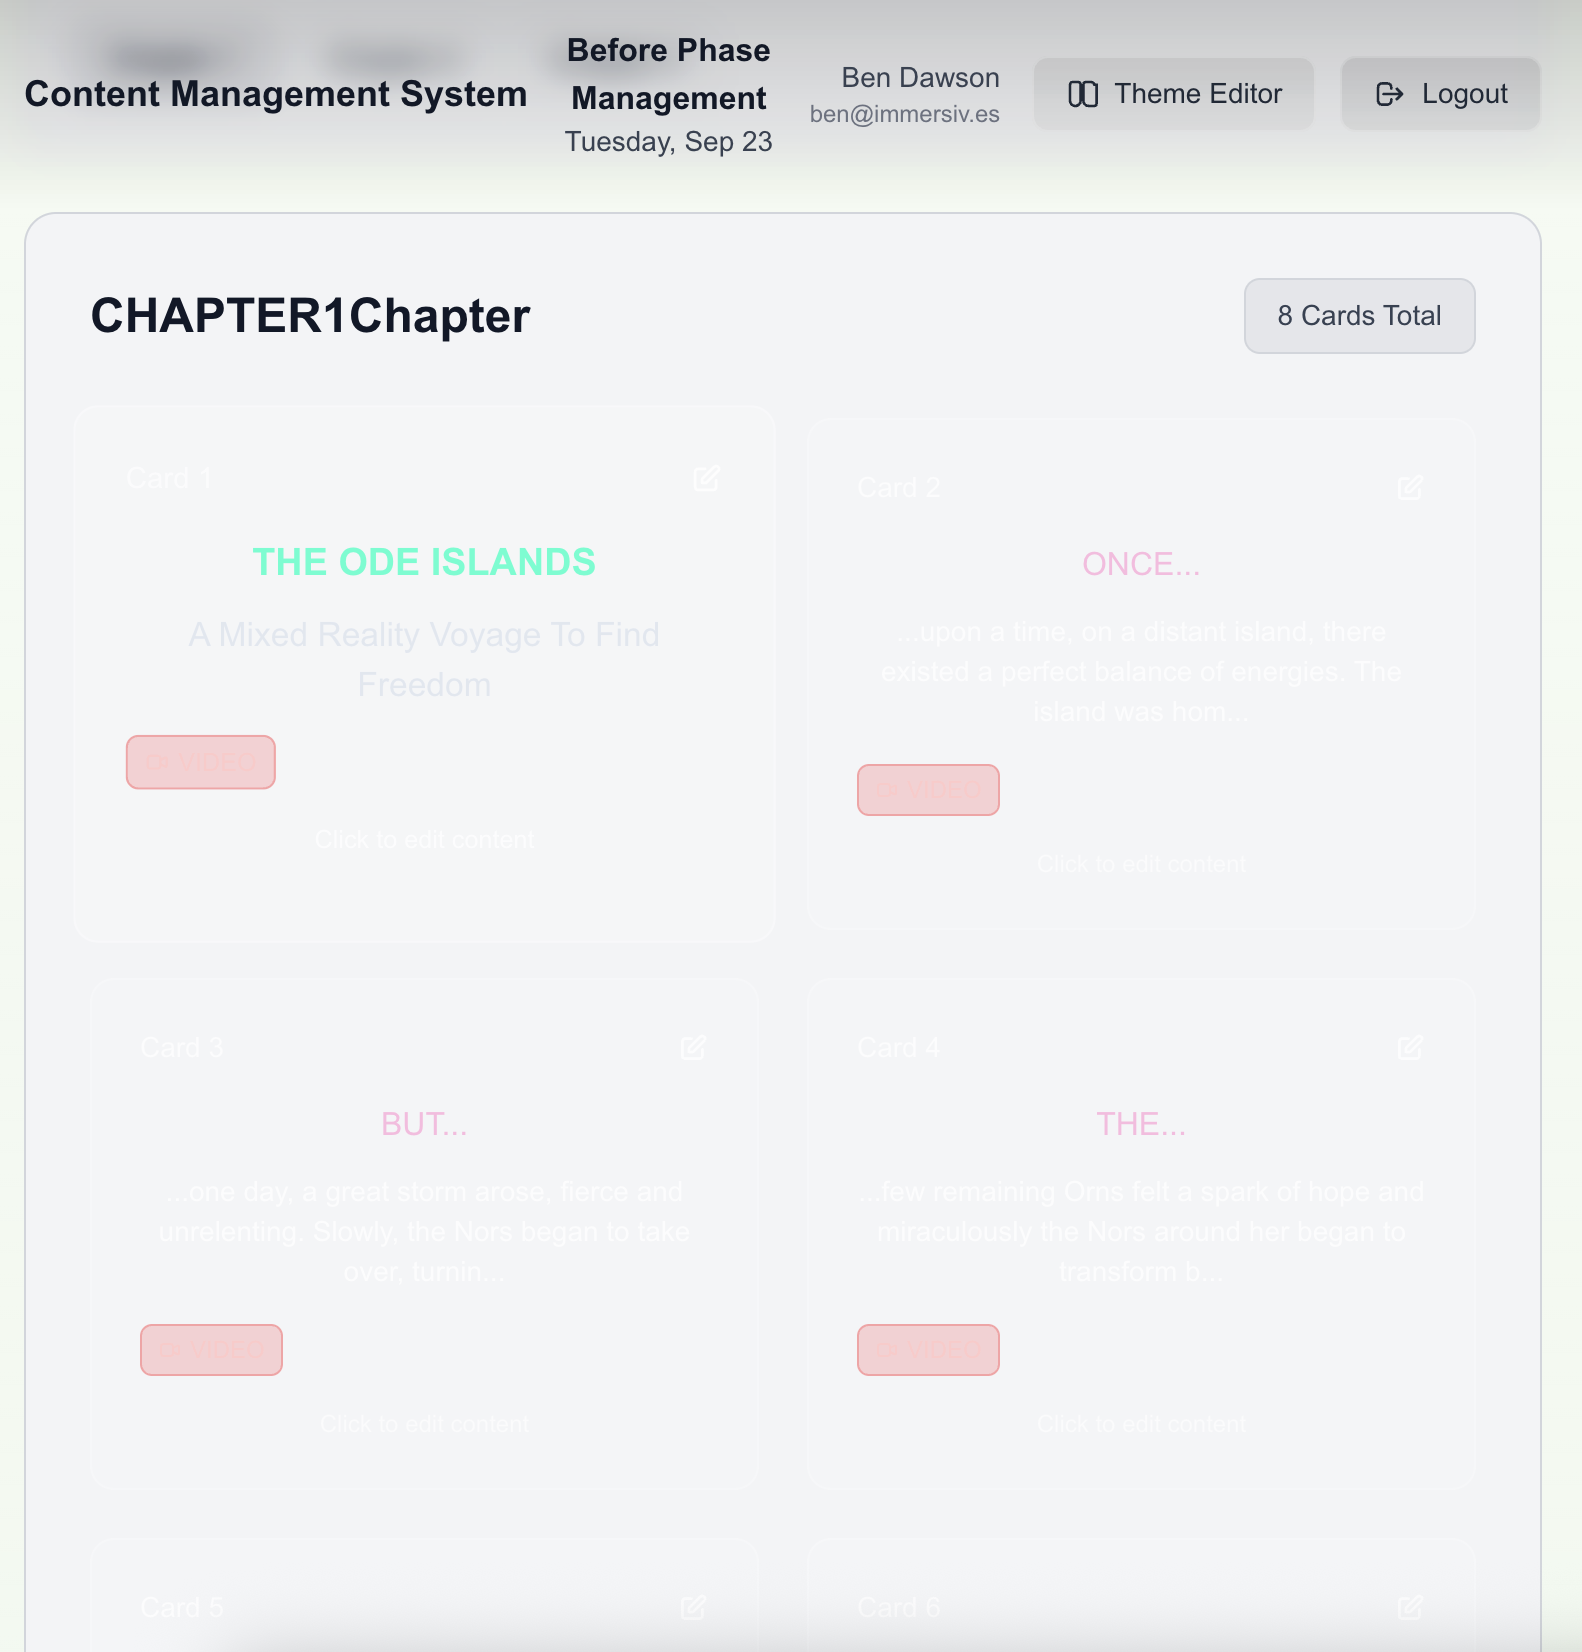 Content Management System
Before Phase
Management
Tuesday, Sep 23
Ben Dawson
ben@immersiv.es
Theme Editor
Logout
CHAPTER1Chapter
8 Cards Total
Card 1
THE ODE ISLANDS
A Mixed Reality Voyage To Find
Freedom
VIDEO
Click to edit content
Card 2
ONCE...
...upon a time, on a distant island, there
existed a perfect balance of energies. The
island was hom...
VIDEO
Click to edit content
Card 3
BUT...
...one day, a great storm arose, fierce and
unrelenting. Slowly, the Nors began to take
over, turnin...
VIDEO
Click to edit content
Card 4
THE...
...few remaining Orns felt a spark of hope and
miraculously the Nors around her began to
transform b...
VIDEO
Click to edit content
Card 5
Card 6